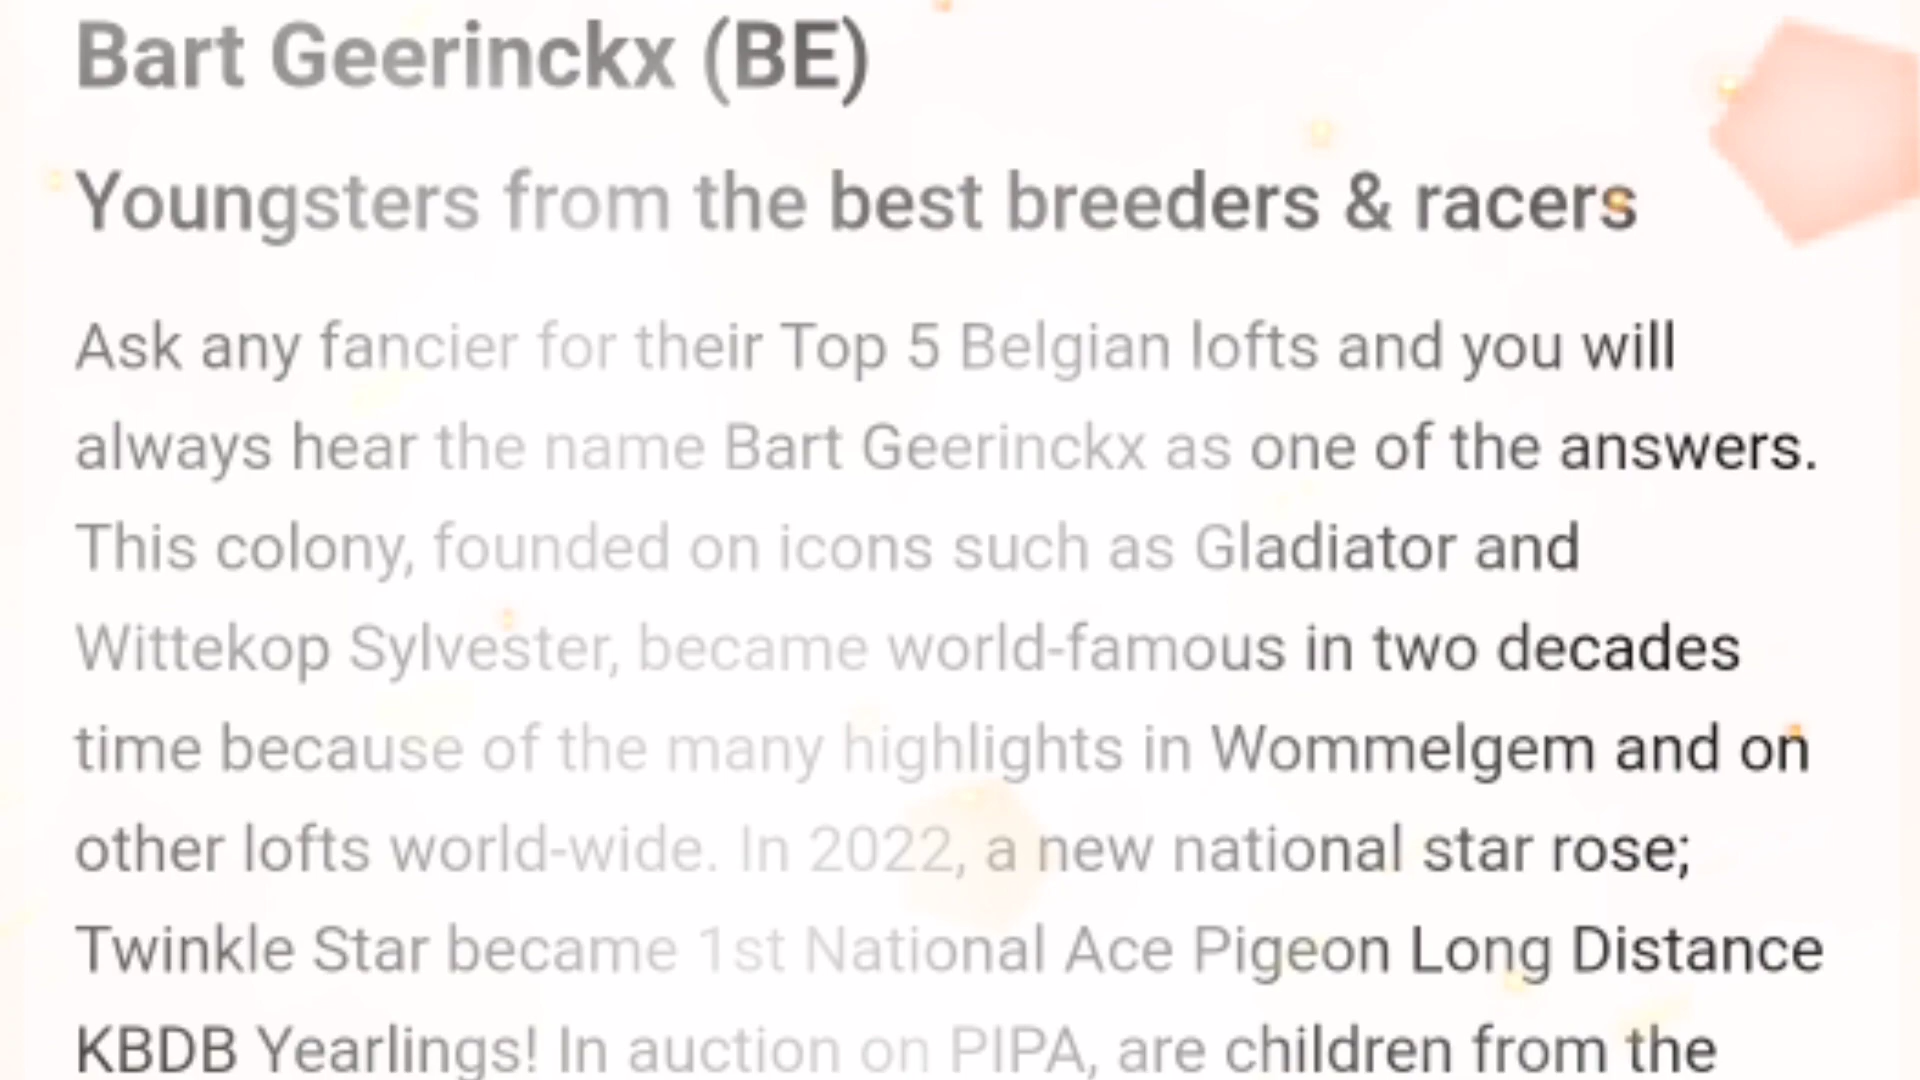 Bart Geerinckx (BE)
Youngsters from the best breeders & racers
Ask any fancier for their Top 5 Belgian lofts and you will
always hear the name Bart Geerinckx as one of the answers.
This colony, founded on icons such as Gladiator and
Wittekop Sylvester, became world-famous in two decades
time because of the many highlights in Wommelgem and on
other lofts world-wide. In 2022, a new national star rose;
Twinkle Star became 1st National Ace Pigeon Long Distance
KBDB Yearlings! In auction on PIPA, are children from the